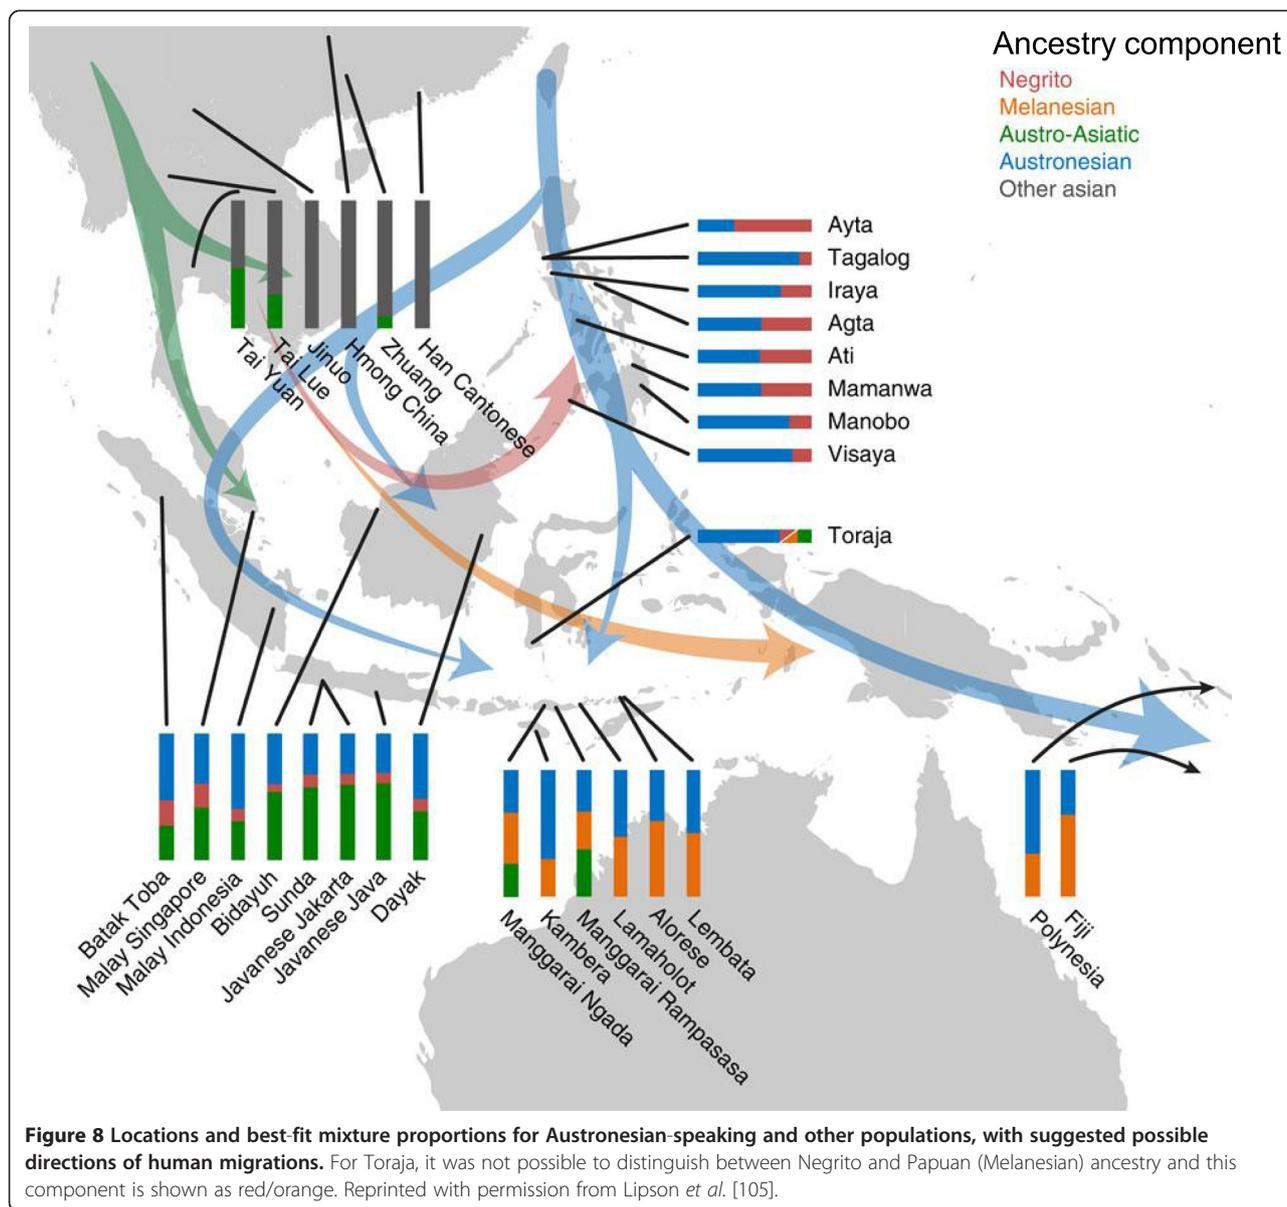 Ancestry component
Negrito
Melanesian
Austro-Asiatic
Austronesian
Other asian
Tai Yuan
Tai Lue
Jinuo
Hmong China
Zhuang
Han Cantonese
Ayta
Tagalog
Iraya
Agta
Ati
Mamanwa
Manobo
Visaya
Toraja
Batak Toba
Malay Singapore
Malay Indonesia
Bidayuh
Sunda
Javanese Jakarta
Javanese Java
Dayak
Manggarai Ngada
Kambera
Manggarai Rampasasa
Lamaholot
Alorese
Lembata
Polynesia
Fiji
Figure 8 Locations and best-fit mixture proportions for Austronesian-speaking and other populations, with suggested possible
directions of human migrations. For Toraja, it was not possible to distinguish between Negrito and Papuan (Melanesian) ancestry and this
component is shown as red/orange. Reprinted with permission from Lipson et al. [105].